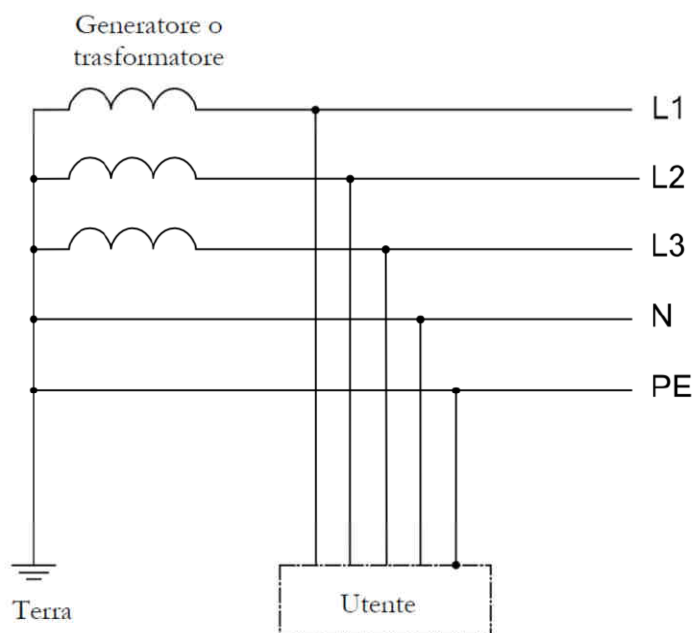 Generatore o
trasformatore
L1
L2
L3
N
PE
Terra
Utente